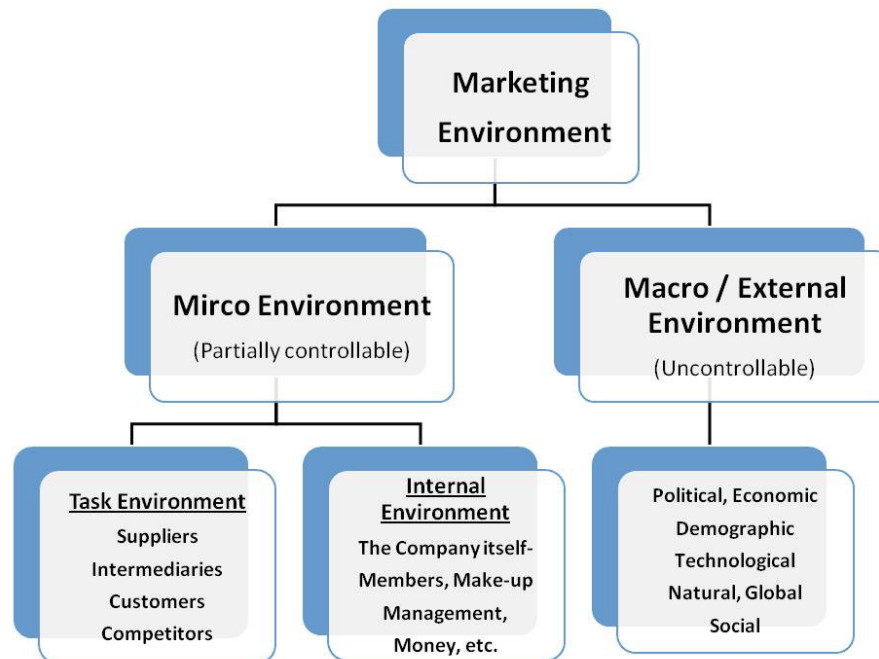 Marketing
Environment
Mirco Environment
(Partially controllable)
Macro / External
Environment
(Uncontrollable)
Task Environment
Suppliers
Intermediaries
Customers
Competitors
Internal
Environment
The Company itself-
Members, Make-up
Management,
Money, etc.
Political, Economic
Demographic
Technological
Natural, Global
Social